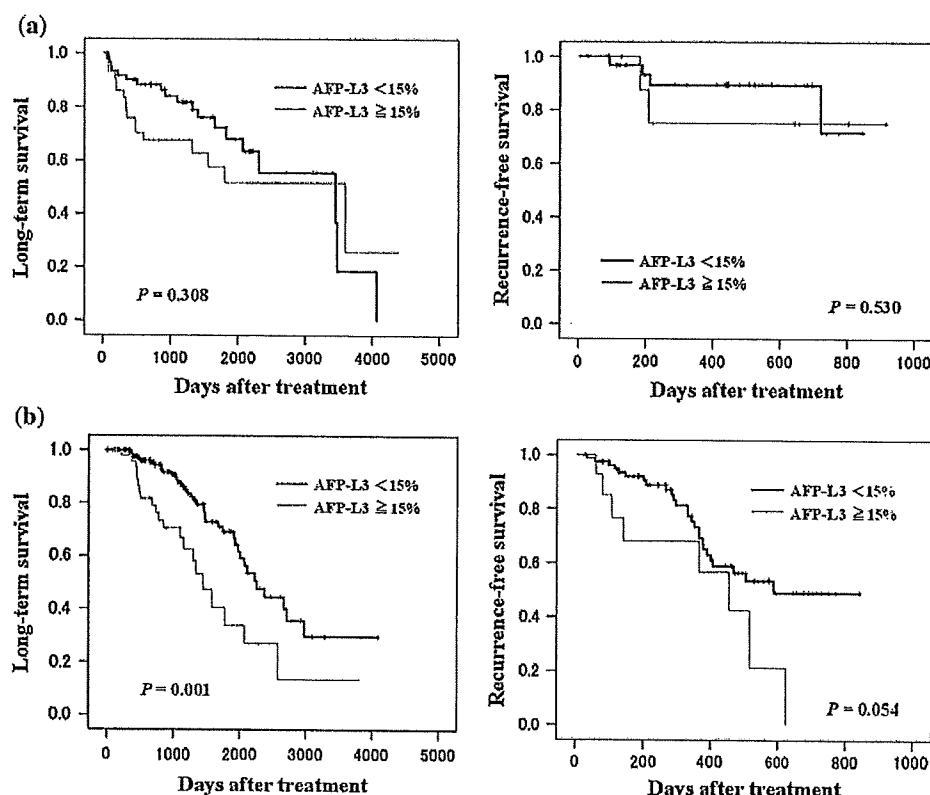 (a)
Long-term survival
1.0
0.8
0.6
0.4
0.2
0.0
AFP-L3 <15%
AFP-L3 ≧ 15%
P = 0.308
0 1000 2000 3000 4000 5000
Days after treatment
Recurrence-free survival
1.0
0.8
0.6
0.4
0.2
0.0
AFP-L3 <15%
AFP-L3 ≧ 15%
P = 0.530
0 200 400 600 800 1000
Days after treatment
(b)
Long-term survival
1.0
0.8
0.6
0.4
0.2
0.0
AFP-L3 <15%
AFP-L3 ≧ 15%
P = 0.001
0 1000 2000 3000 4000 5000
Days after treatment
Recurrence-free survival
1.0
0.8
0.6
0.4
0.2
0.0
AFP-L3 <15%
AFP-L3 ≧ 15%
P = 0.054
0 200 400 600 800 1000
Days after treatment